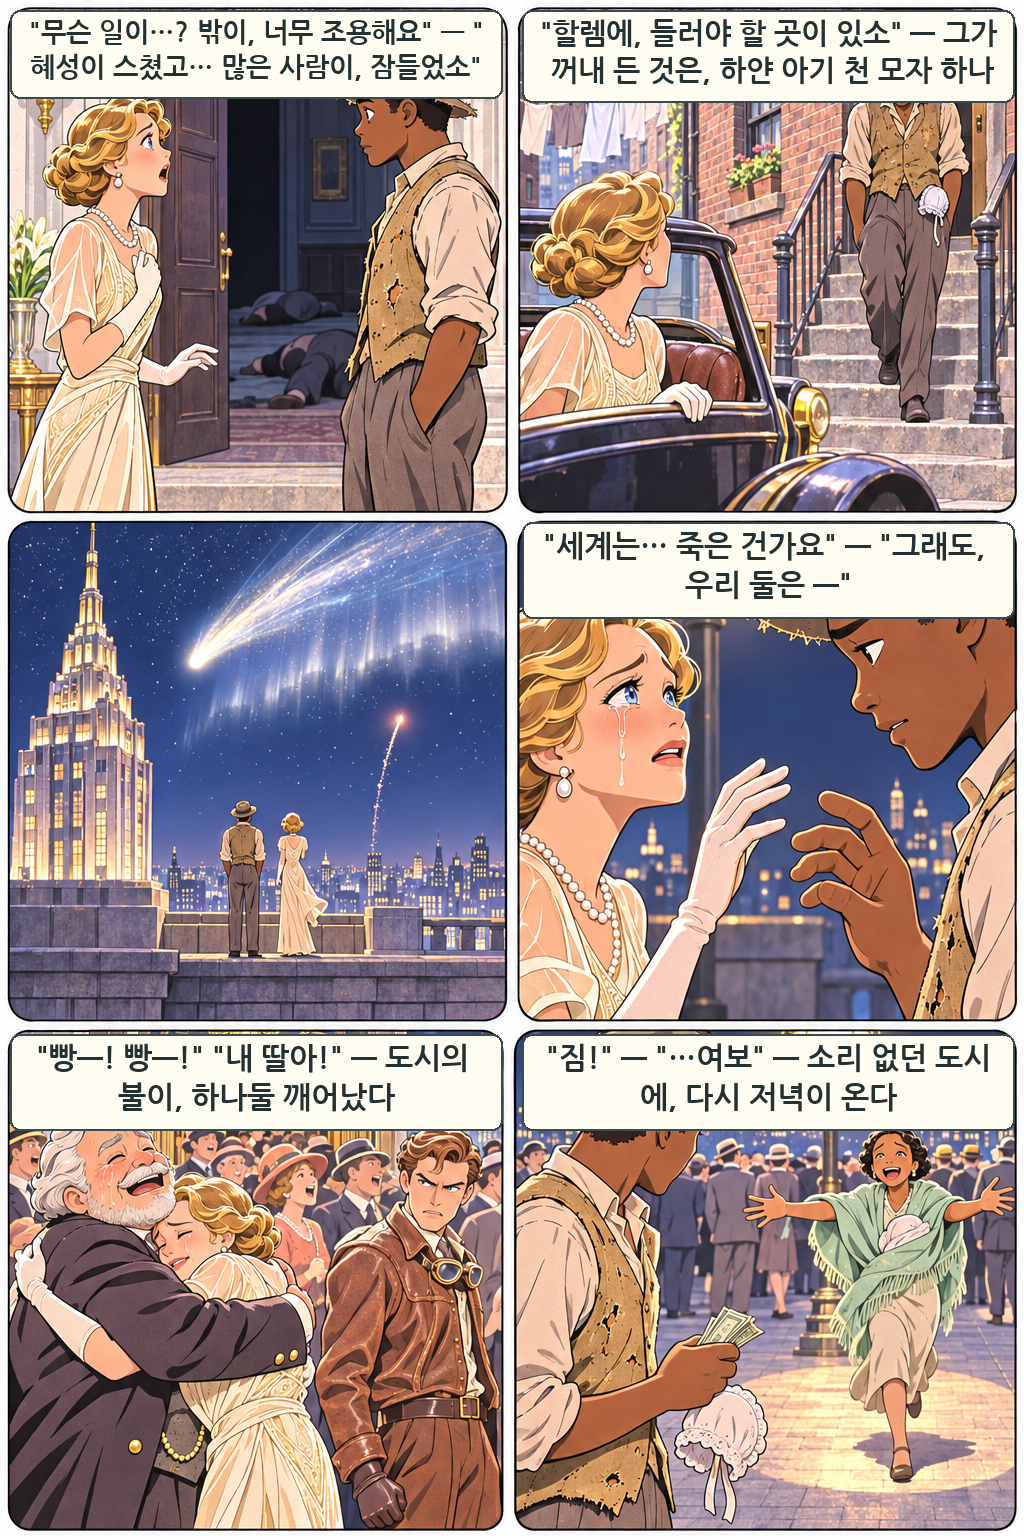 "무슨 일이…? 밖이, 너무 조용해요" — "
혜성이 스쳤고… 많은 사람이, 잠들었소"
"할렘에, 들러야 할 곳이 있소" — 그가
꺼내 든 것은, 하얀 아기 천 모자 하나
"세계는… 죽은 건가요" — "그래도,
우리 둘은 —"
"빵—! 빵—!" "내 딸아!" — 도시의
불이, 하나둘 깨어났다
"짐!" — "…여보" — 소리 없던 도시
에, 다시 저녁이 온다